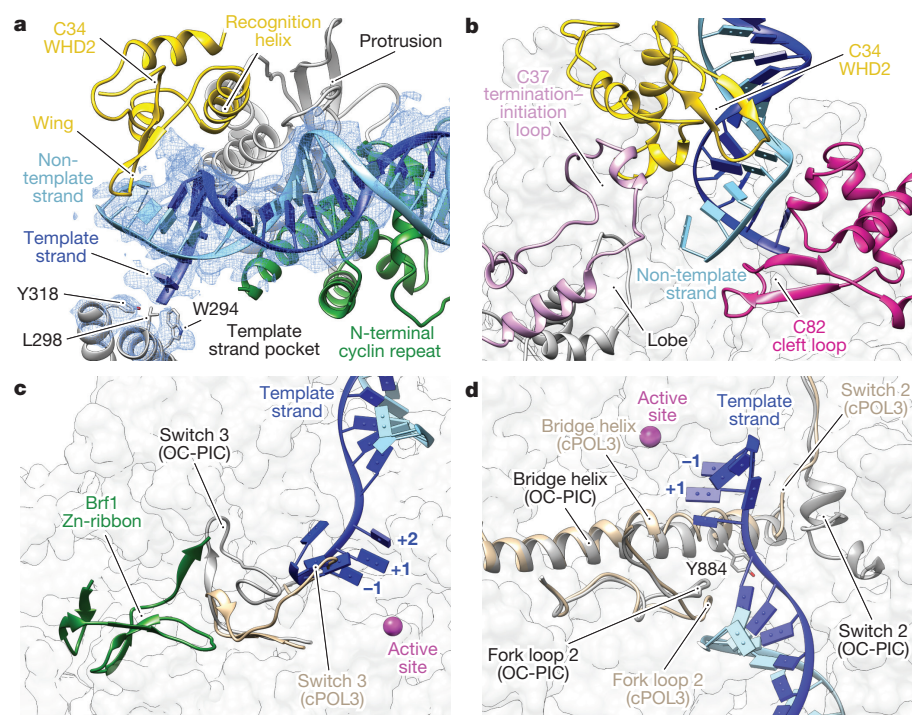 a
C34
WHD2
Recognition
helix
Protrusion
Wing
Non-
template
strand
Template
strand
Y318
L298
W294
Template
strand pocket
N-terminal
cyclin repeat
b
C37
termination–
initiation
loop
C34
WHD2
Non-template
strand
Lobe
C82
cleft loop
c
Template
strand
Switch 3
(OC-PIC)
Brf1
Zn-ribbon
+2
+1
−1
Active
site
Switch 3
(cPOL3)
d
Active
site
Template
strand
Switch 2
(cPOL3)
Bridge helix
(cPOL3)
−1
+1
Bridge helix
(OC-PIC)
Y884
Fork loop 2
(OC-PIC)
Fork loop 2
(cPOL3)
Switch 2
(OC-PIC)